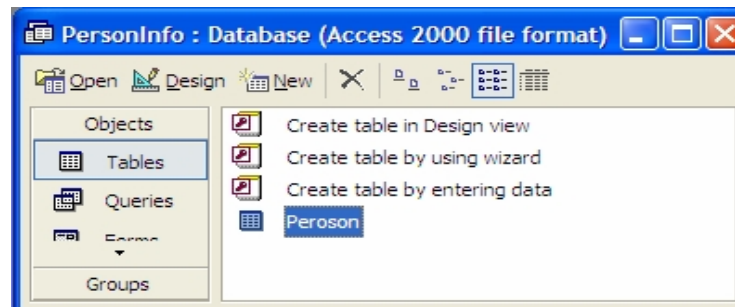 PersonInfo : Database (Access 2000 file format)
Open Design New
Objects
Tables
Queries
Forms
Groups
Create table in Design view
Create table by using wizard
Create table by entering data
Peroson